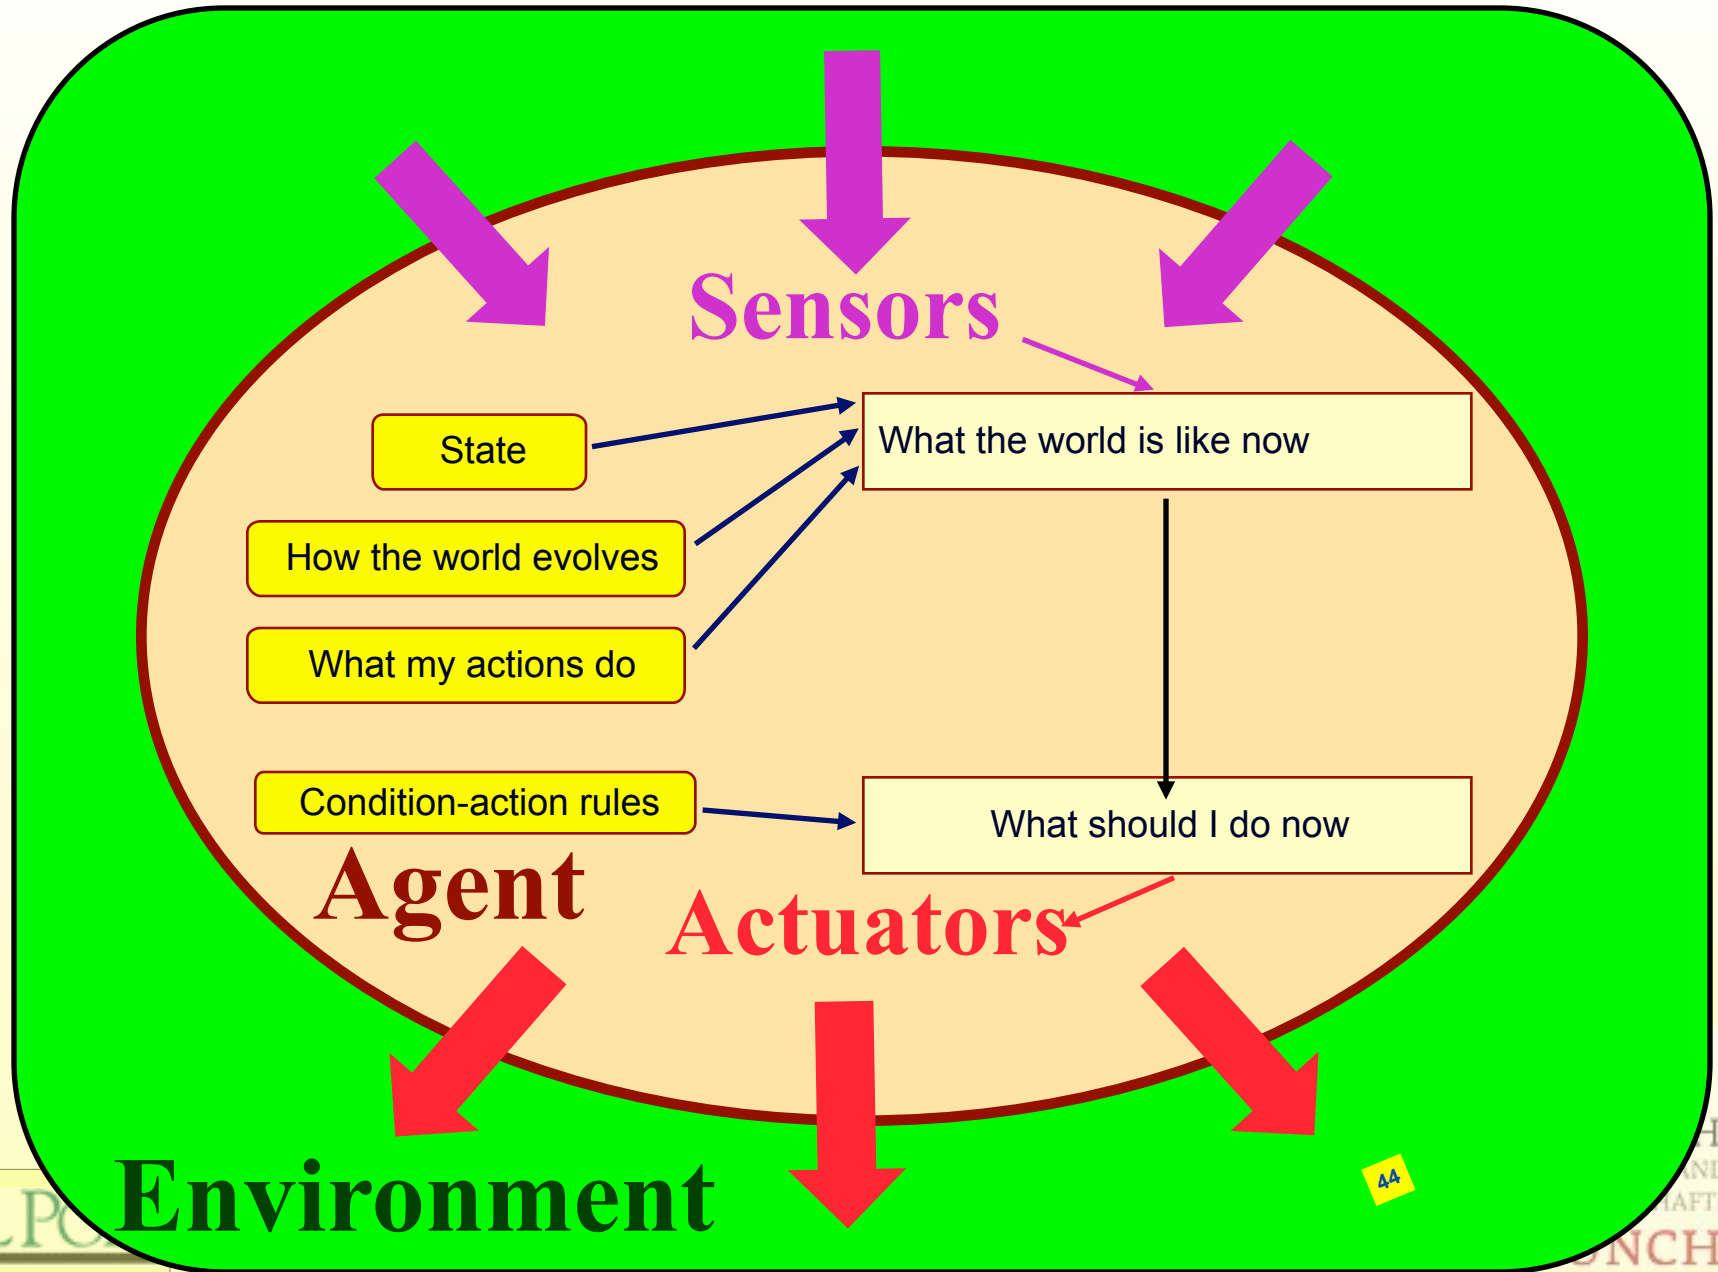 Sensors
State
What the world is like now
How the world evolves
What my actions do
Condition-action rules
What should I do now
Agent
Actuators
Environment
44